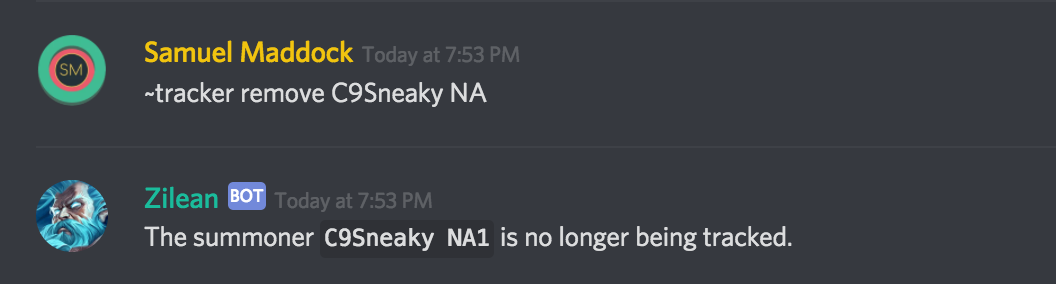 SM
Samuel Maddock Today at 7:53 PM
~tracker remove C9Sneaky NA
Zilean BOT Today at 7:53 PM
The summoner C9Sneaky NA1 is no longer being tracked.